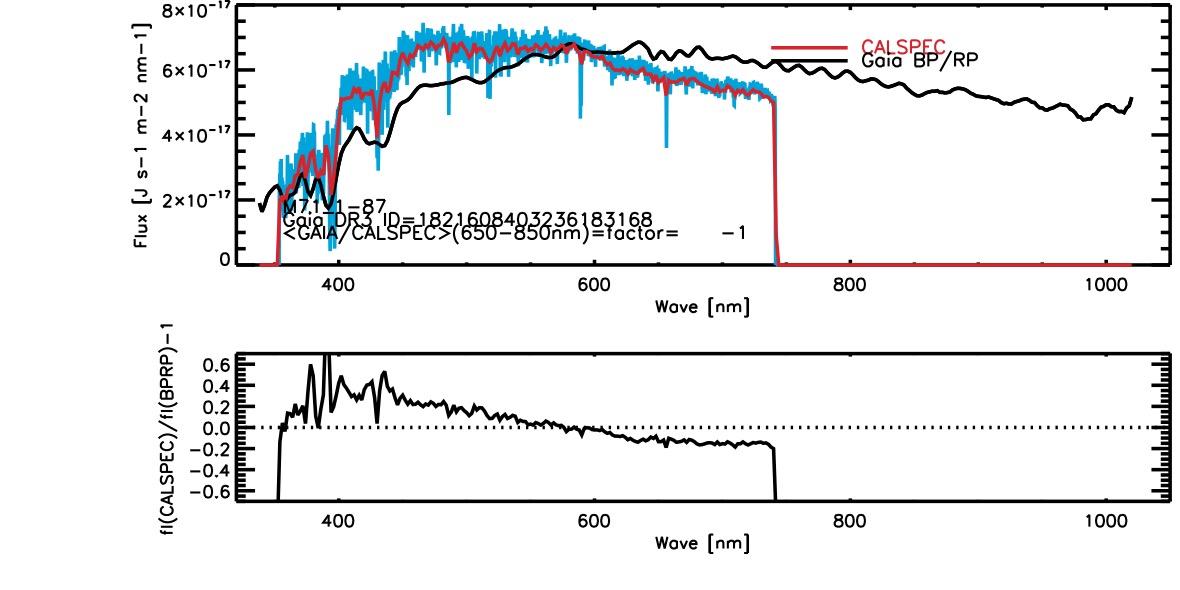 8×10−17
6×10−17
4×10−17
2×10−17
0
Flux [J s−1 m−2 nm−1]
CALSPEC
Gaia BP/RP
M71_1−87
Gaia DR3 ID=1821608403236183168
<GAIA/CALSPEC>(650−850nm)=factor= −1
400 600 800 1000
Wave [nm]
fl(CALSPEC)/fl(BPRP)−1
0.6
0.4
0.2
0.0
−0.2
−0.4
−0.6
400 600 800 1000
Wave [nm]